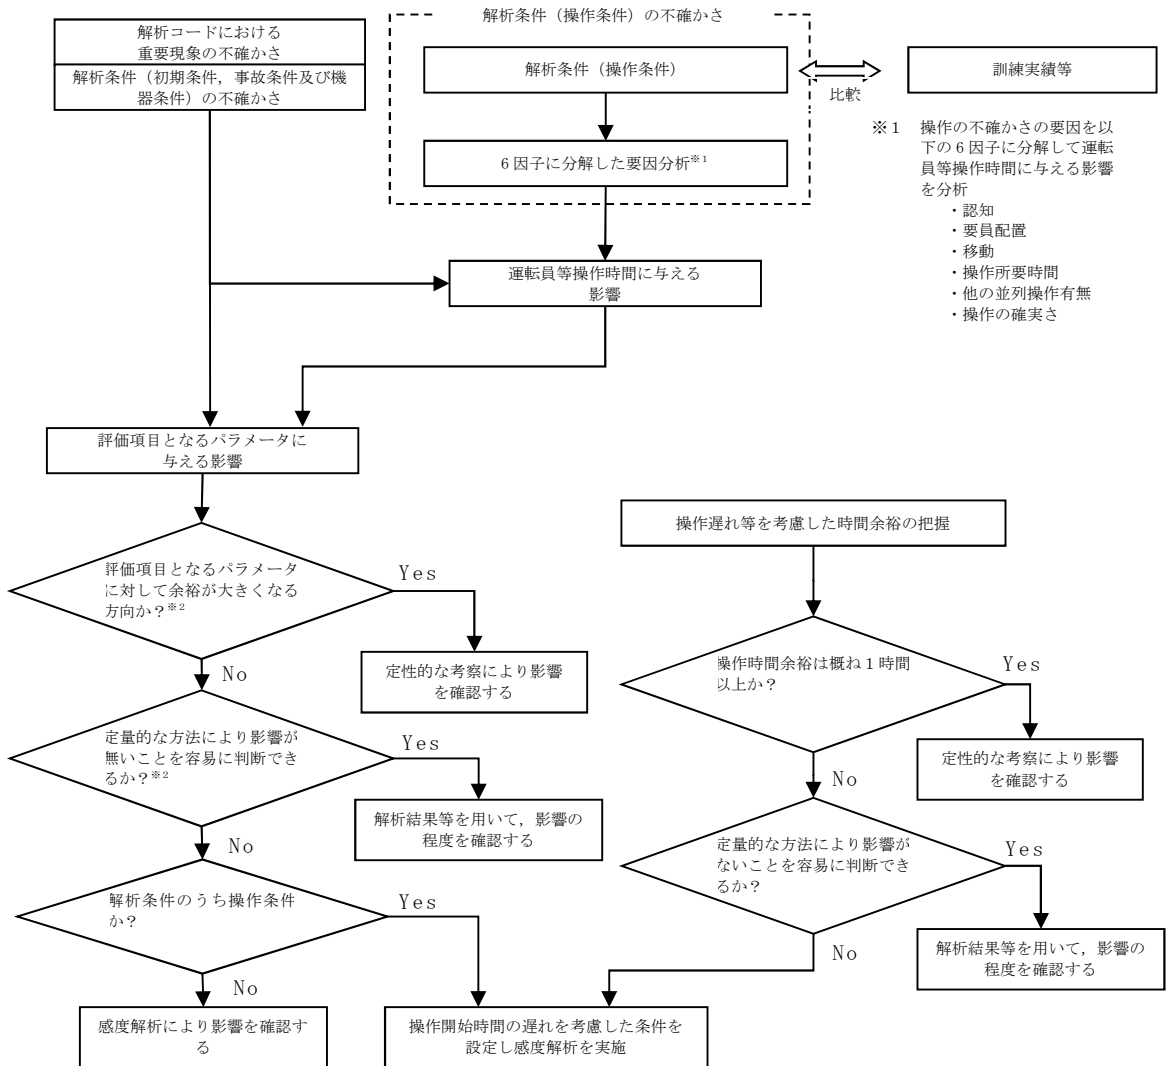 解析コードにおける
重要現象の不確かさ
解析条件（初期条件，事故条件及び機
器条件）の不確かさ
解析条件（操作条件）の不確かさ
解析条件（操作条件）
6因子に分解した要因分析※1
比較
訓練実績等
※１　操作の不確かさの要因を以
下の６因子に分解して運転
員等操作時間に与える影響
を分析
・認知
・要員配置
・移動
・操作所要時間
・他の並列操作有無
・操作の確実さ
運転員等操作時間に与える
影響
評価項目となるパラメータに
与える影響
評価項目となるパラメータ
に対して余裕が大きくなる
方向か？※2
Yes
定性的な考察により影響
を確認する
No
定量的な方法により影響が
無いことを容易に判断でき
るか？※2
Yes
解析結果等を用いて，影響の
程度を確認する
No
解析条件のうち操作条件
か？
Yes
No
感度解析により影響を確認す
る
操作開始時間の遅れを考慮した条件を
設定し感度解析を実施
操作遅れ等を考慮した時間余裕の把握
操作時間余裕は概ね１時間
以上か？
Yes
定性的な考察により影響
を確認する
No
定量的な方法により影響が
ないことを容易に判断でき
るか？
Yes
解析結果等を用いて，影響の
程度を確認する
No